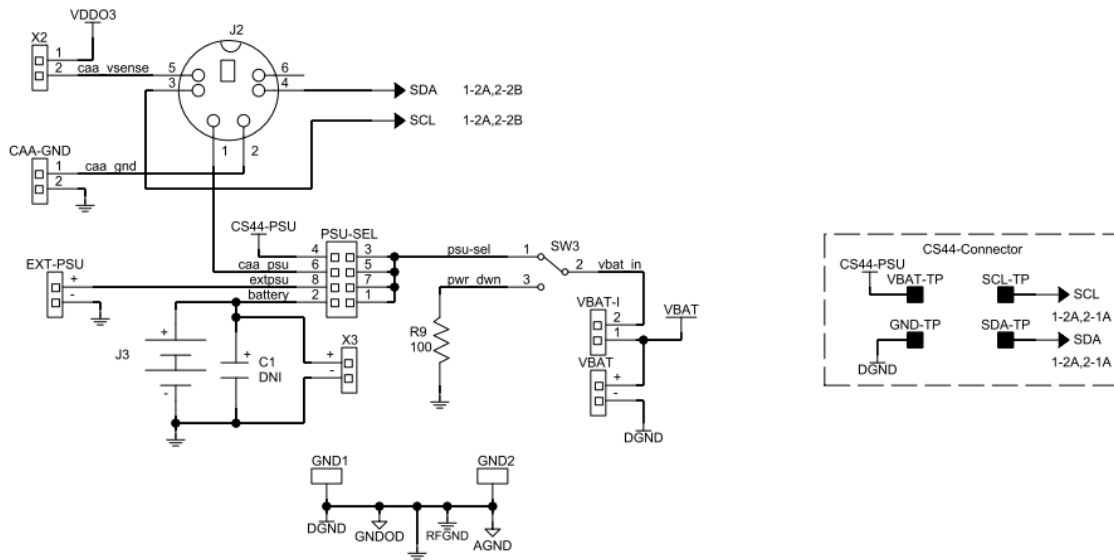 VDDO3
X2
1
2
caa_vsense
J2
5
3
6
4
1
2
SDA 1-2A,2-2B
SCL 1-2A,2-2B
CAA-GND
1
2
caa_gnd
CS44-PSU
PSU-SEL
4 3
caa_psu 6 5
extpsu 8 7
battery 2 1
EXT-PSU
+
-
psu-sel
1
SW3
2
vbat_in
pwr_dwn
3
R9
100
VBAT-I
2
1
VBAT
VBAT
+
-
DGND
J3
+
-
+
C1
DNI
X3
+
-
GND1
GND2
DGND
GNDOD
RFGND
AGND
CS44-Connector
CS44-PSU
VBAT-TP
SCL-TP
SCL
1-2A,2-1A
GND-TP
SDA-TP
SDA
1-2A,2-1A
DGND